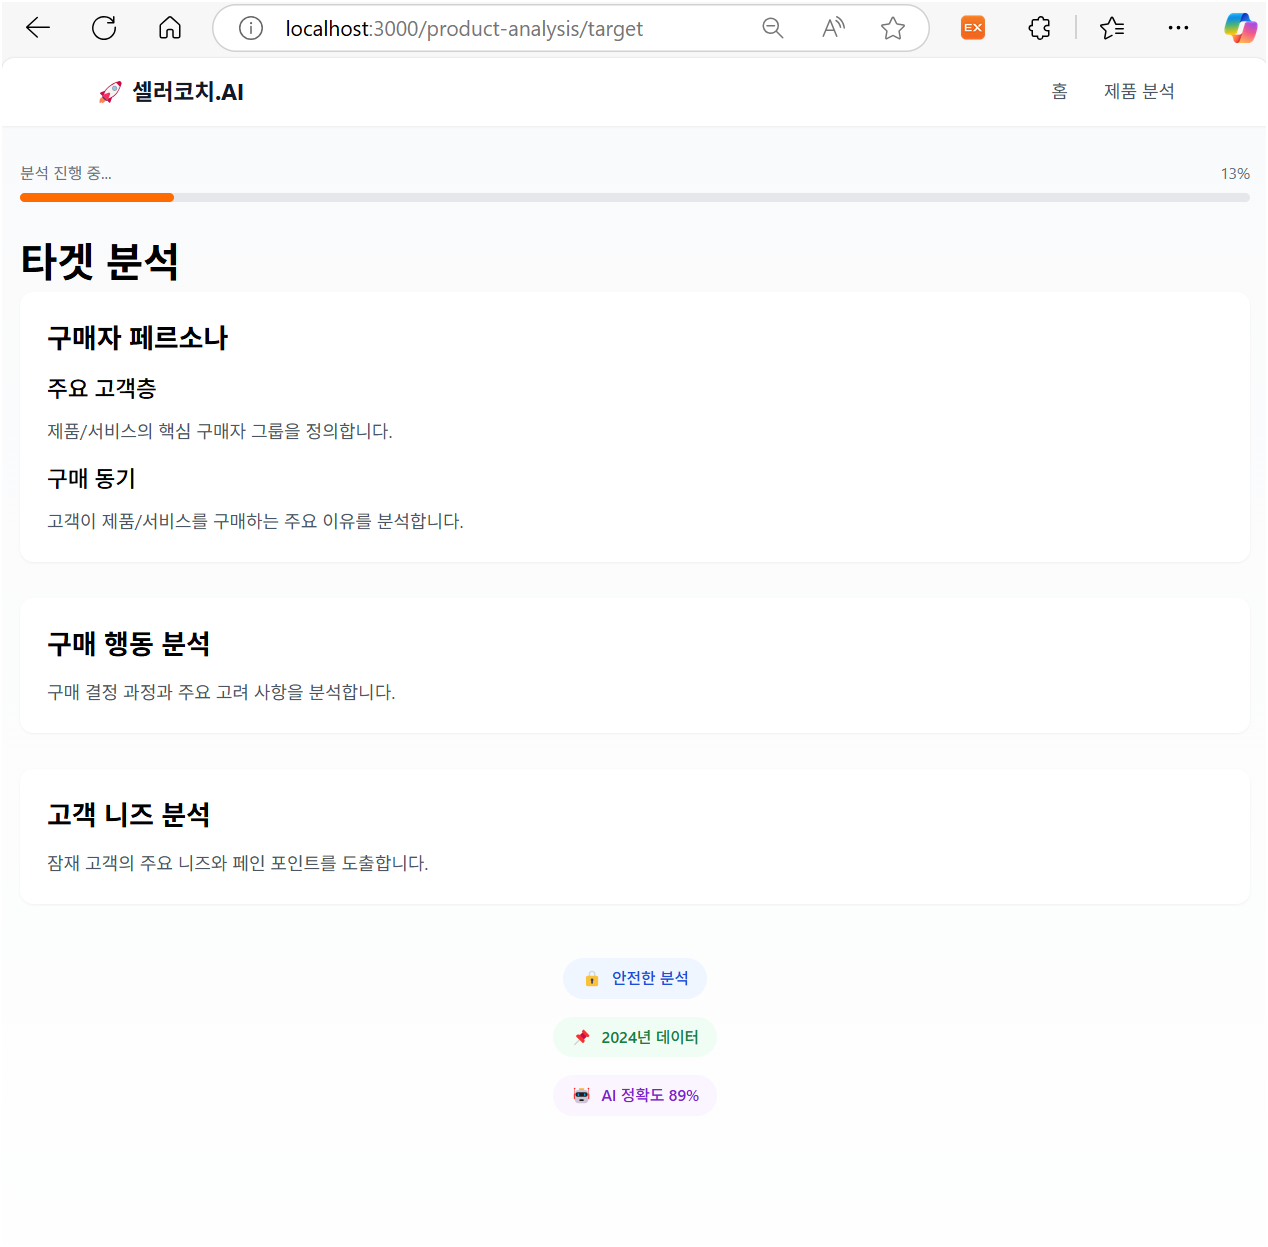 localhost:3000/product-analysis/target
EX
셀러코치.AI
홈
제품 분석
분석 진행 중...
13%
타겟 분석
구매자 페르소나
주요 고객층
제품/서비스의 핵심 구매자 그룹을 정의합니다.
구매 동기
고객이 제품/서비스를 구매하는 주요 이유를 분석합니다.
구매 행동 분석
구매 결정 과정과 주요 고려 사항을 분석합니다.
고객 니즈 분석
잠재 고객의 주요 니즈와 페인 포인트를 도출합니다.
안전한 분석
2024년 데이터
AI 정확도 89%